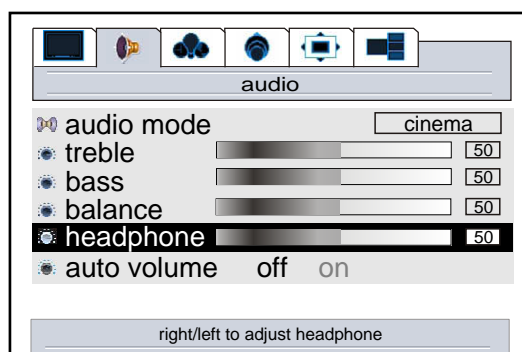 audio
audio mode cinema
treble 50
bass 50
balance 50
headphone 50
auto volume off on
right/left to adjust headphone